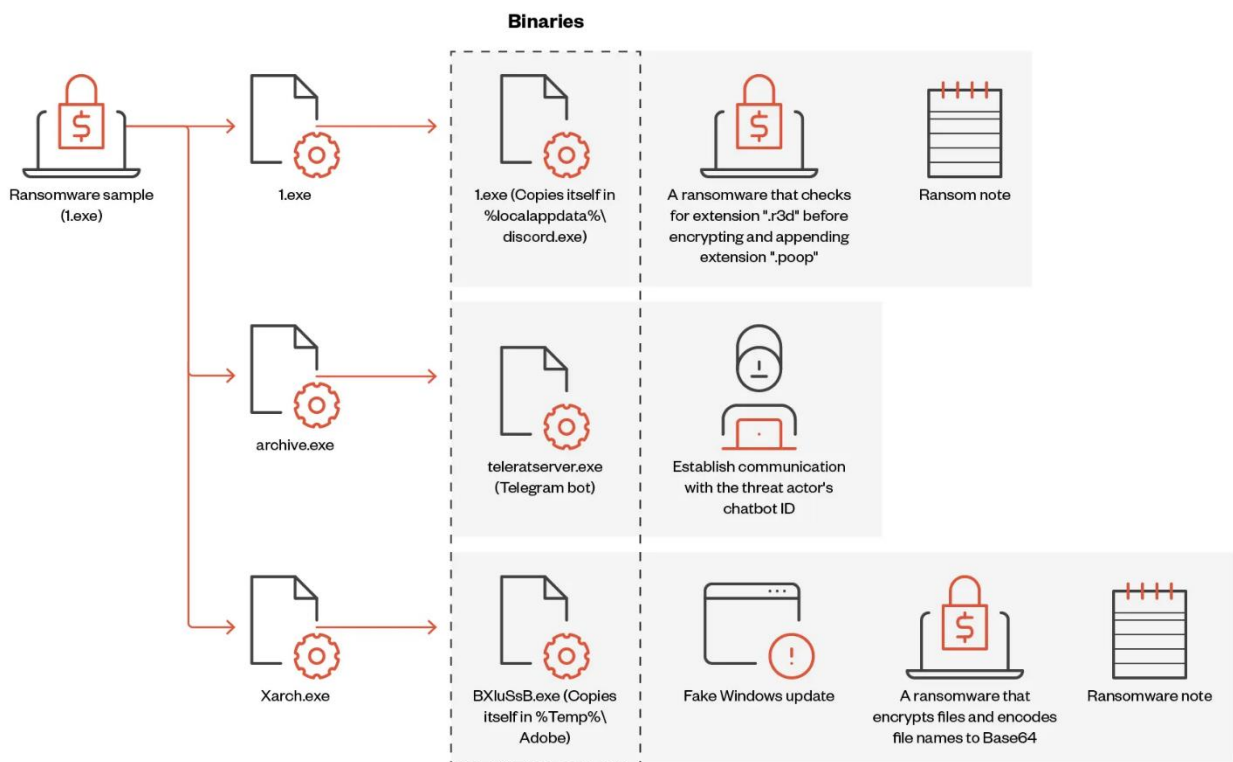 Binaries
Ransomware sample
(1.exe)
1.exe
1.exe (Copies itself in
%localappdata%\
discord.exe)
A ransomware that checks
for extension ".r3d" before
encrypting and appending
extension ".poop"
Ransom note
archive.exe
teleratserver.exe
(Telegram bot)
Establish communication
with the threat actor's
chatbot ID
Xarch.exe
BXIuSsB.exe (Copies
itself in %Temp%\
Adobe)
Fake Windows update
A ransomware that
encrypts files and encodes
file names to Base64
Ransomware note